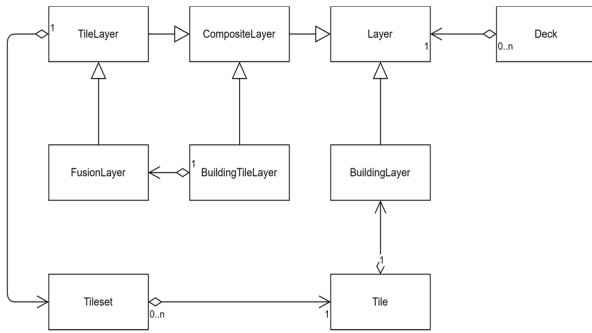 1
TileLayer
CompositeLayer
Layer
1
0..n
Deck
FusionLayer
1
BuildingTileLayer
BuildingLayer
1
Tileset
0..n
1
Tile